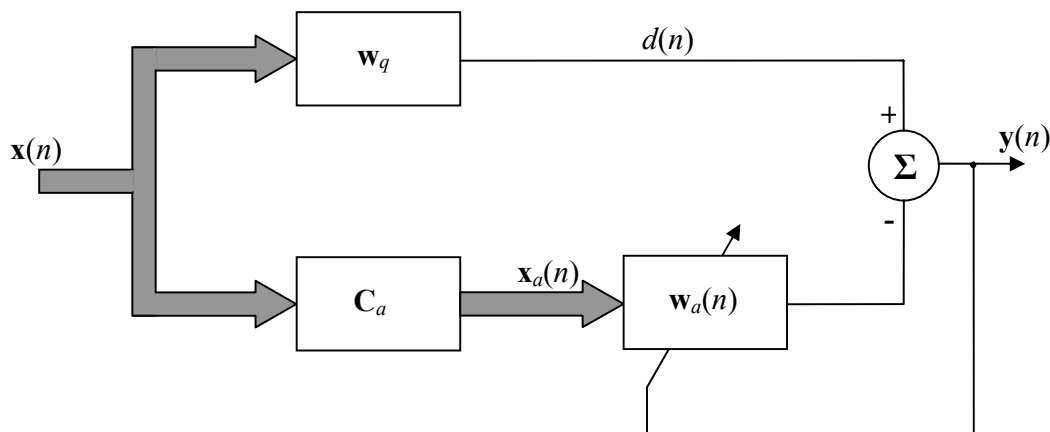 w_q
d(n)
+
x(n)
Σ
y(n)
-
C_a
x_a(n)
w_a(n)